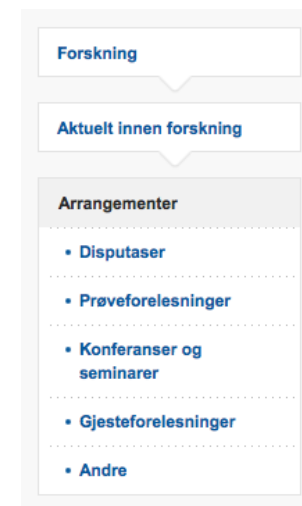 Forskning
Aktuelt innen forskning
Arrangementer
• Disputaser
• Prøveforelesninger
• Konferanser og
seminarer
• Gjesteforelesninger
• Andre